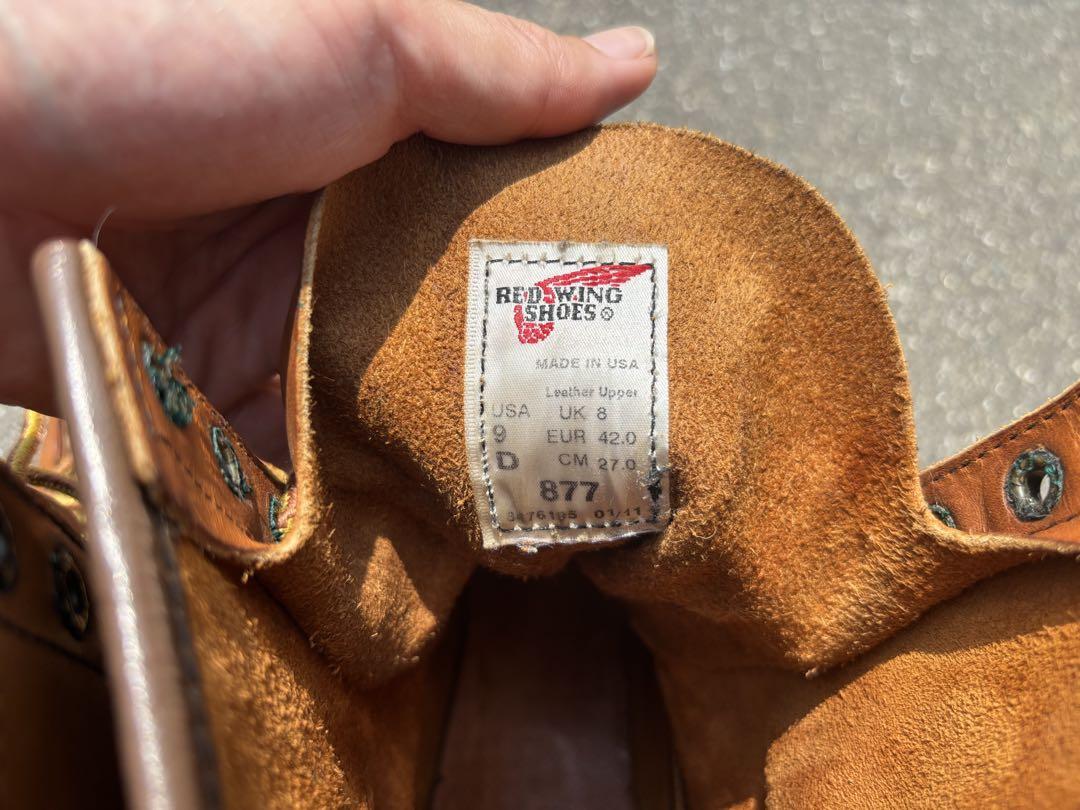 RED WING
SHOES®
MADE IN USA
Leather Upper
USA UK 8
9 EUR 42.0
D CM 27.0
877
01/11